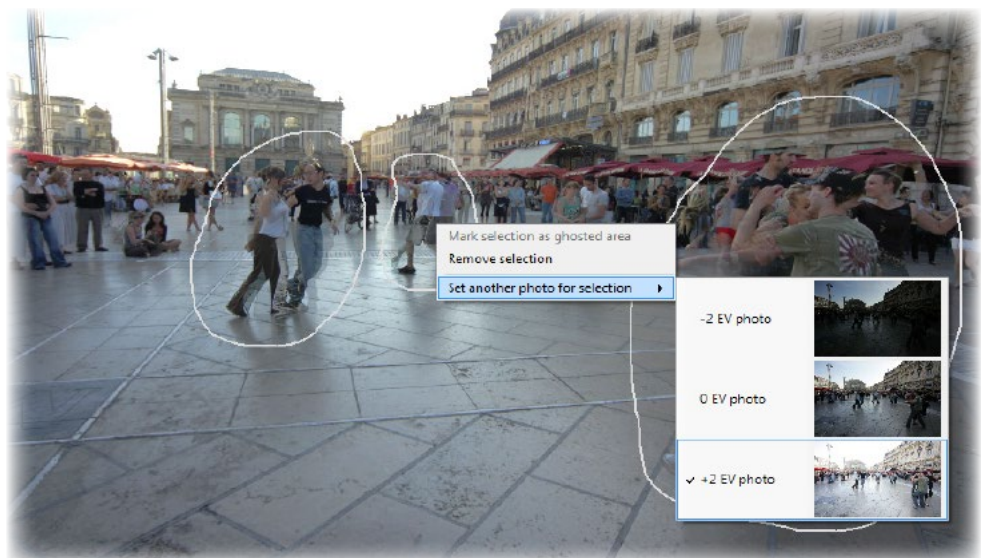 Mark selection as ghosted area
Remove selection
Set another photo for selection
-2 EV photo
0 EV photo
+2 EV photo